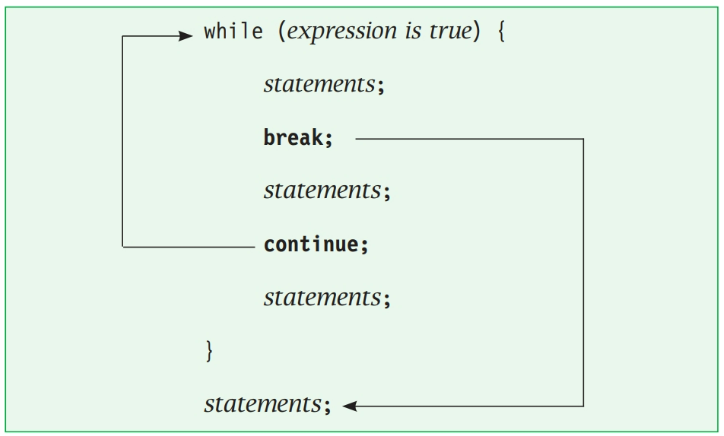 while (expression is true) {
statements;
break;
statements;
continue;
statements;
}
statements;